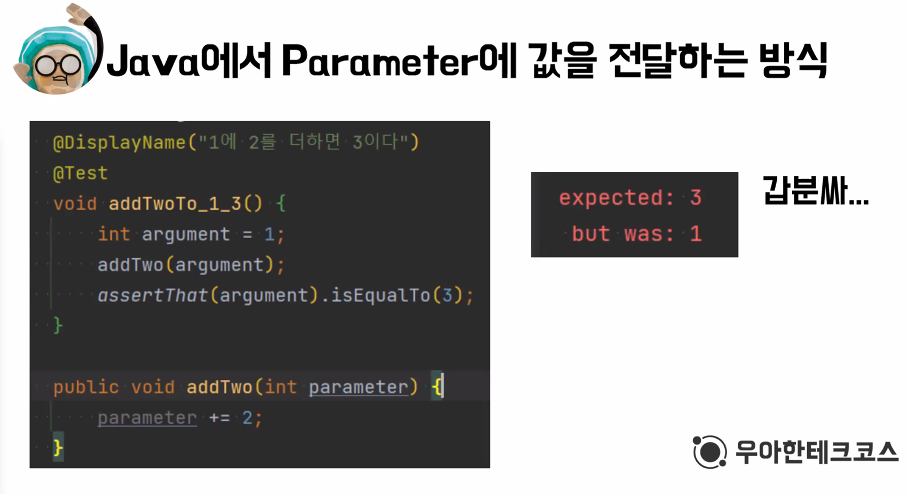 Java에서 Parameter에 값을 전달하는 방식
@DisplayName("1에 2를 더하면 3이다")
@Test
void addTwoTo_1_3() {
int argument = 1;
addTwo(argument);
assertThat(argument).isEqualTo(3);
}
public void addTwo(int parameter) {
parameter += 2;
}
expected: 3
but was: 1
갑분싸...
우아한테크코스